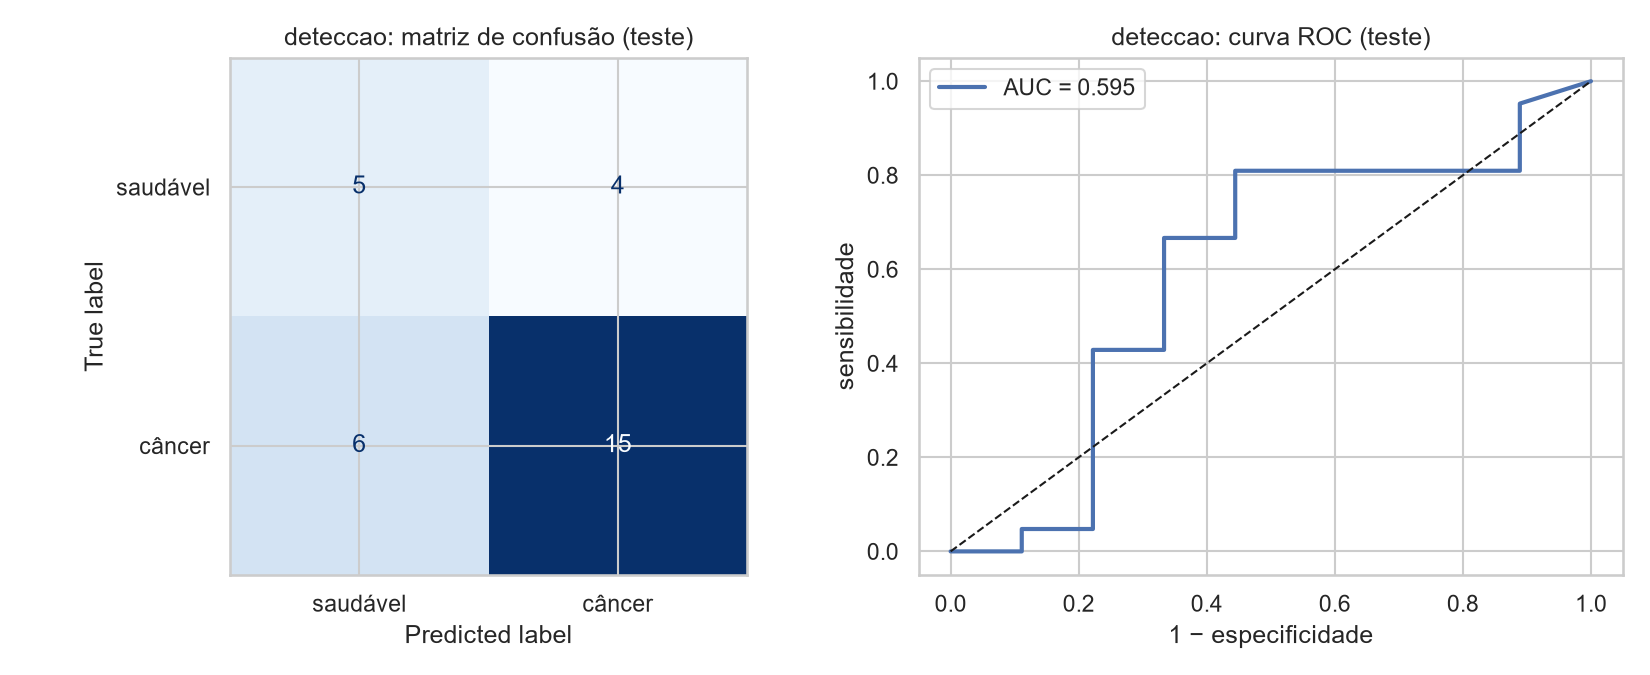 deteccao: matriz de confusão (teste)
True label
saudável
5
4
câncer
6
15
saudável
câncer
Predicted label
deteccao: curva ROC (teste)
AUC = 0.595
sensibilidade
1.0
0.8
0.6
0.4
0.2
0.0
0.0
0.2
0.4
0.6
0.8
1.0
1 − especificidade